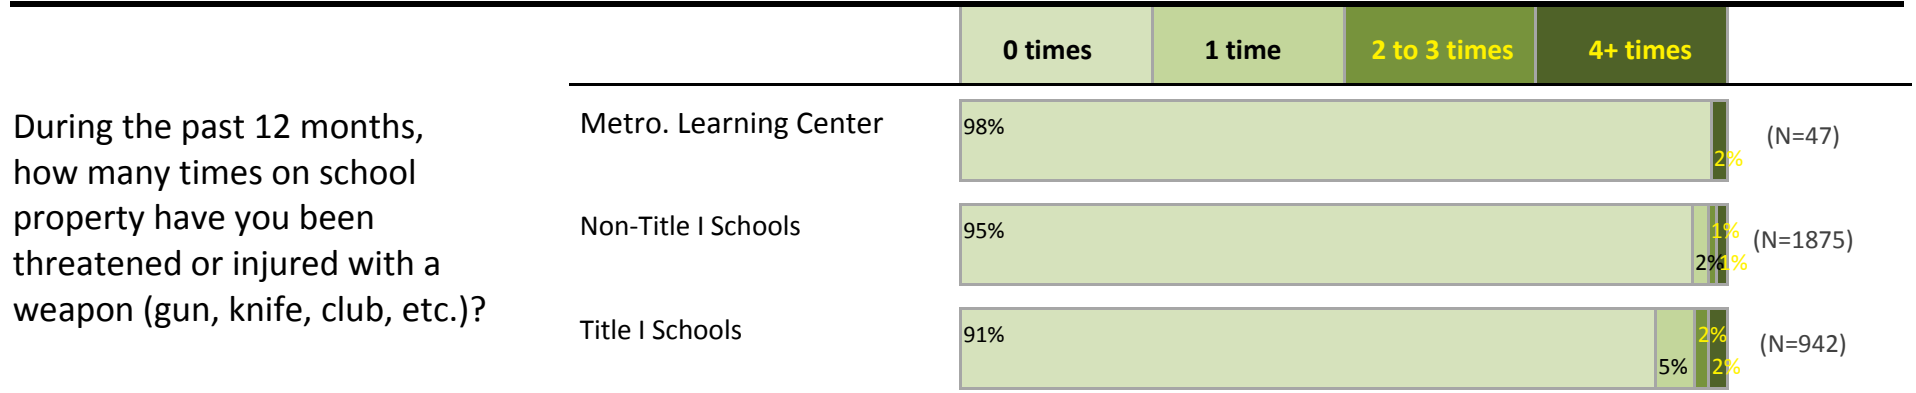 0 times 1 time 2 to 3 times 4+ times
During the past 12 months,
how many times on school
property have you been
threatened or injured with a
weapon (gun, knife, club, etc.)?
Metro. Learning Center 98% 2% (N=47)
Non-Title I Schools 95% 2% 1% 1% (N=1875)
Title I Schools 91% 5% 2% 2% (N=942)